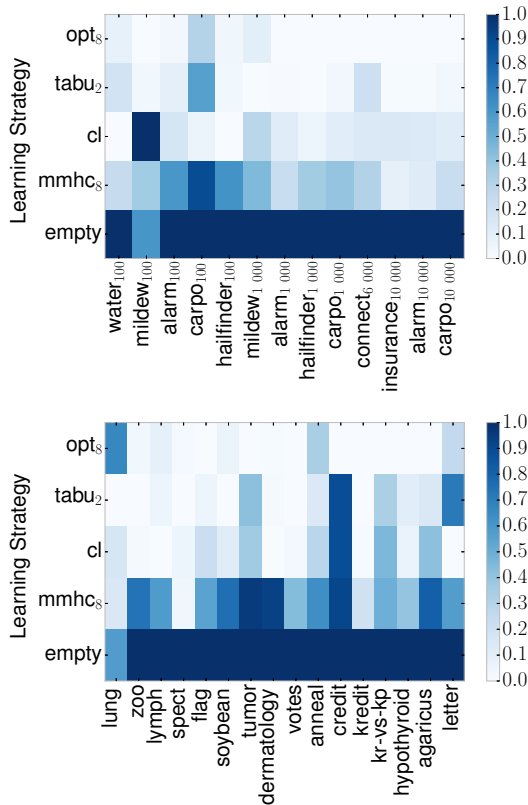 Learning Strategy
opt₈
tabu₂
cl
mmhc₈
empty
water₁₀₀
mildew₁₀₀
alarm₁₀₀
carpo₁₀₀
hailfinder₁₀₀
mildew₁ ₀₀₀
alarm₁ ₀₀₀
hailfinder₁ ₀₀₀
carpo₁ ₀₀₀
connect₆ ₀₀₀
insurance₁₀ ₀₀₀
alarm₁₀ ₀₀₀
carpo₁₀ ₀₀₀
1.0
0.9
0.8
0.7
0.6
0.5
0.4
0.3
0.2
0.1
0.0
Learning Strategy
opt₈
tabu₂
cl
mmhc₈
empty
lung
zoo
lymph
spect
flag
soybean
tumor
dermatology
votes
anneal
credit
kredit
kr-vs-kp
hypothyroid
agaricus
letter
1.0
0.9
0.8
0.7
0.6
0.5
0.4
0.3
0.2
0.1
0.0